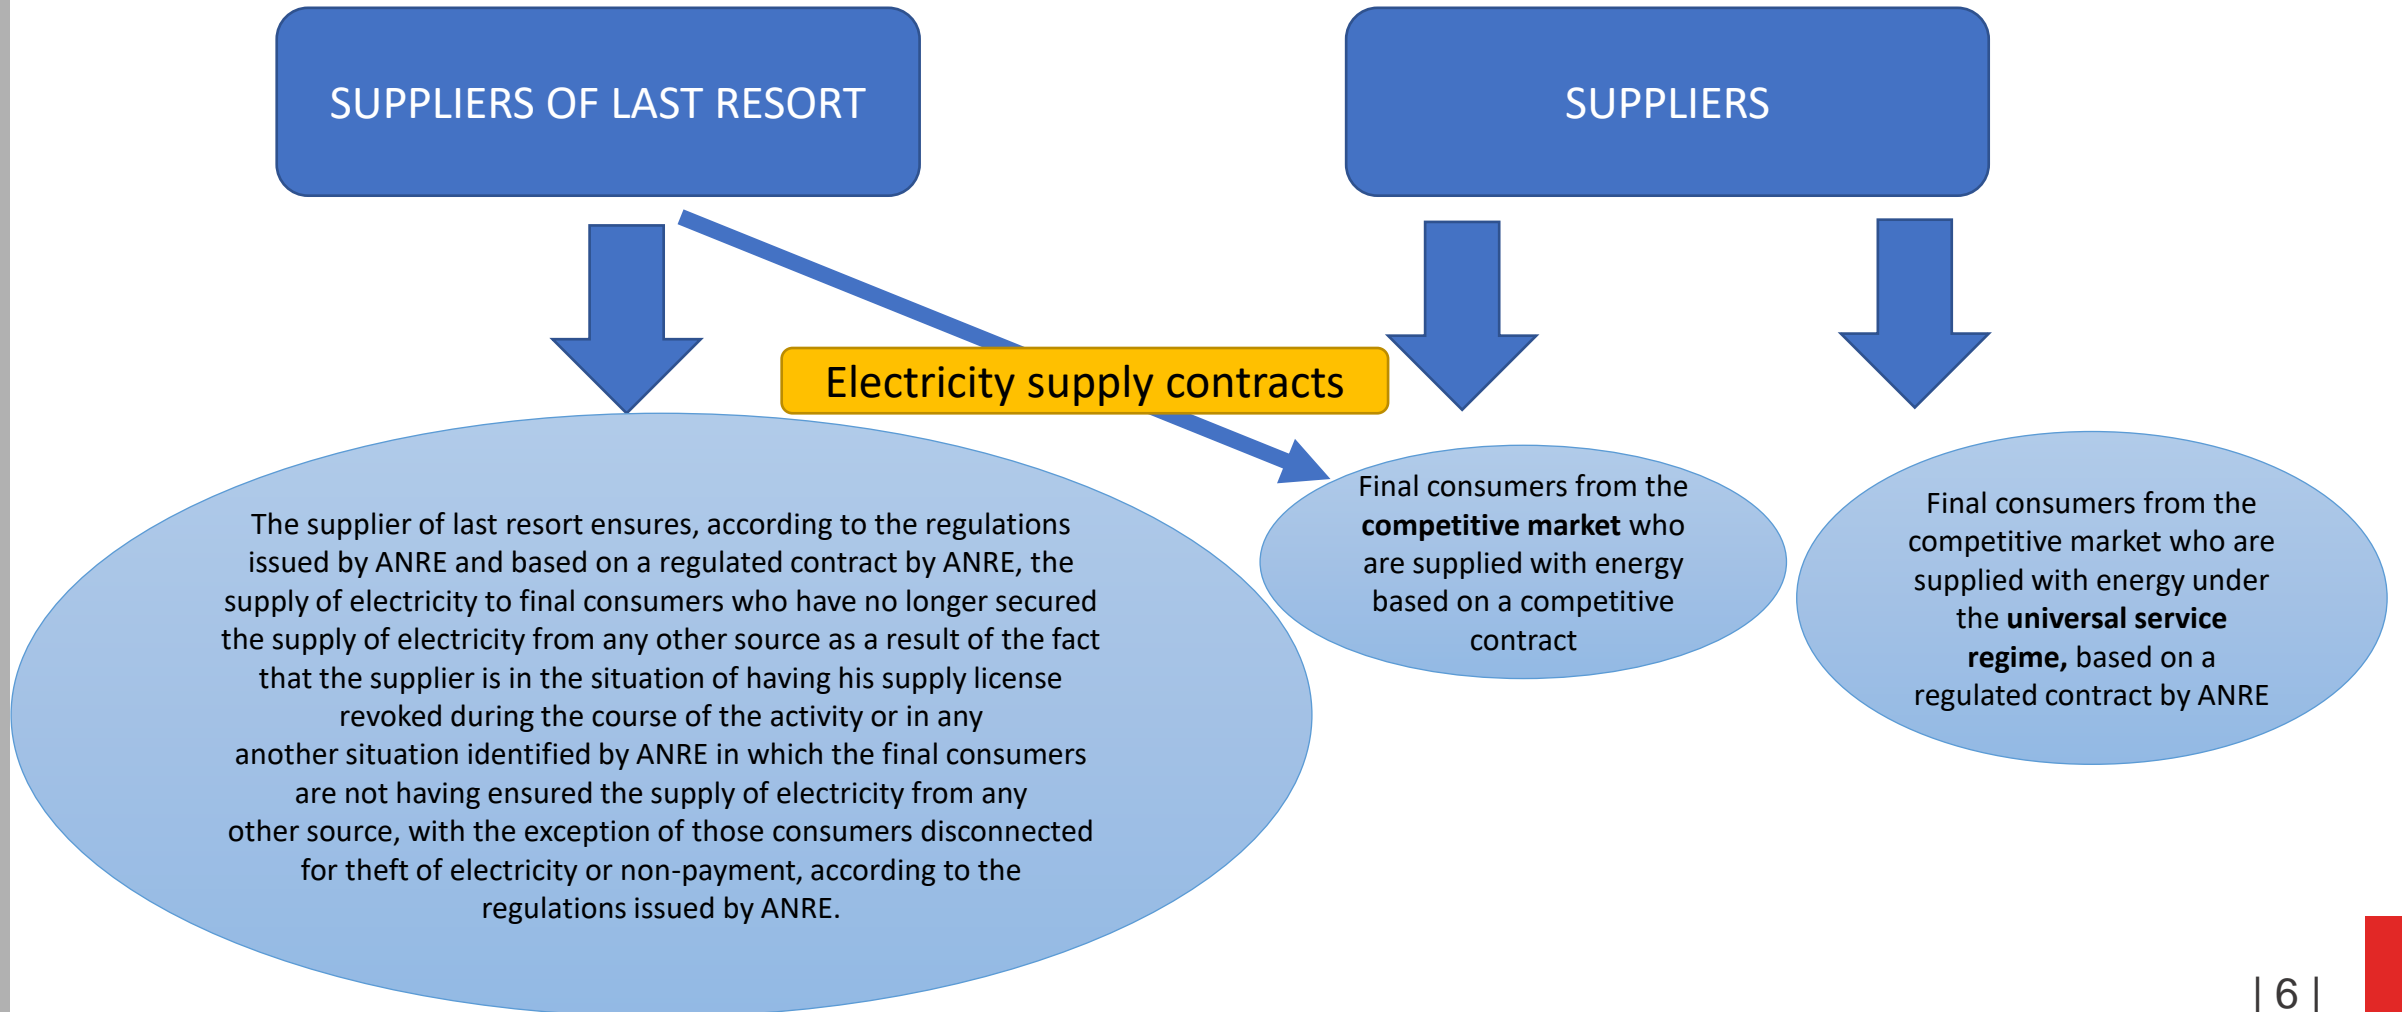 SUPPLIERS OF LAST RESORT
SUPPLIERS
Electricity supply contracts
The supplier of last resort ensures, according to the regulations
issued by ANRE and based on a regulated contract by ANRE, the
supply of electricity to final consumers who have no longer secured
the supply of electricity from any other source as a result of the fact
that the supplier is in the situation of having his supply license
revoked during the course of the activity or in any
another situation identified by ANRE in which the final consumers
are not having ensured the supply of electricity from any
other source, with the exception of those consumers disconnected
for theft of electricity or non-payment, according to the
regulations issued by ANRE.
Final consumers from the
competitive market who
are supplied with energy
based on a competitive
contract
Final consumers from the
competitive market who are
supplied with energy under
the universal service
regime, based on a
regulated contract by ANRE
| 6 |